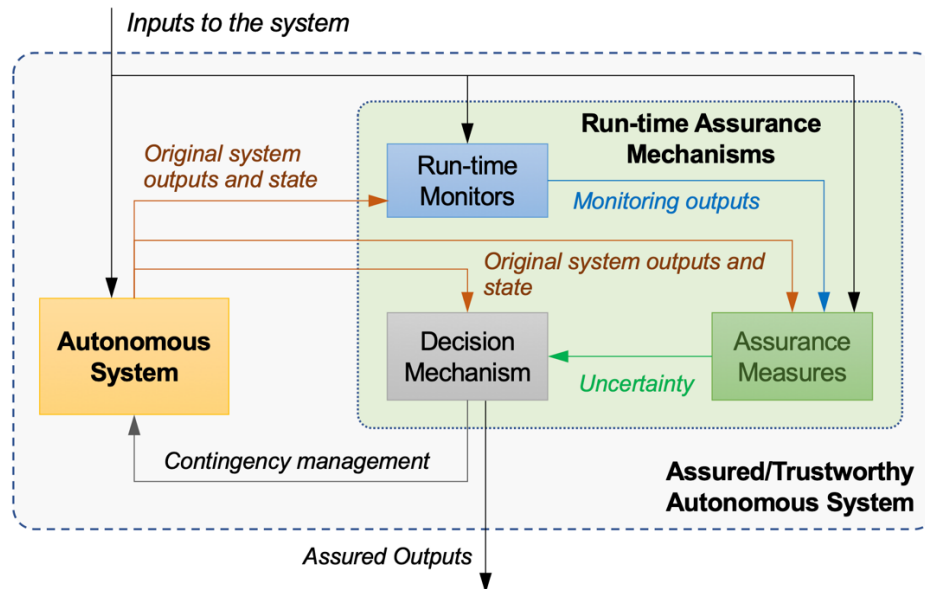 Inputs to the system
Run-time Assurance
Mechanisms
Original system
outputs and state
Run-time
Monitors
Monitoring outputs
Original system outputs and
state
Autonomous
System
Decision
Mechanism
Assurance
Measures
Uncertainty
Contingency management
Assured/Trustworthy
Autonomous System
Assured Outputs